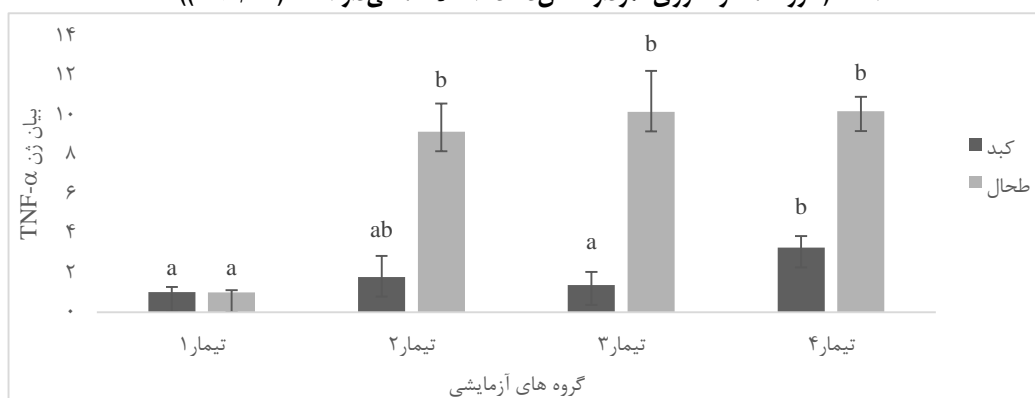 ۱۴
۱۲
۱۰
۸
۶
۴
۲
۰
بیان ژن TNF-α
a a ab b a b b b
کبد
طحال
تیمار۱ تیمار۲ تیمار۳ تیمار۴
گروه های آزمایشی